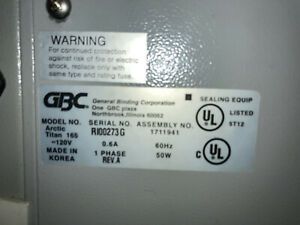 WARNING
For continued protection
against risk of fire or electric
shock, replace only with
same type and rating fuse.
GBC
General Binding Corporation
One GBC plaza
Northbrook, Illinois 60062
SEALING EQUIP
UL
LISTED
5T12
MODEL NO. SERIAL NO. ASSEMBLY NO.
Arctic
Titan 165 RI00273G 1711941
~120V 0.6A 60Hz
MADE IN 1 PHASE 50W
KOREA REV.A
C UL